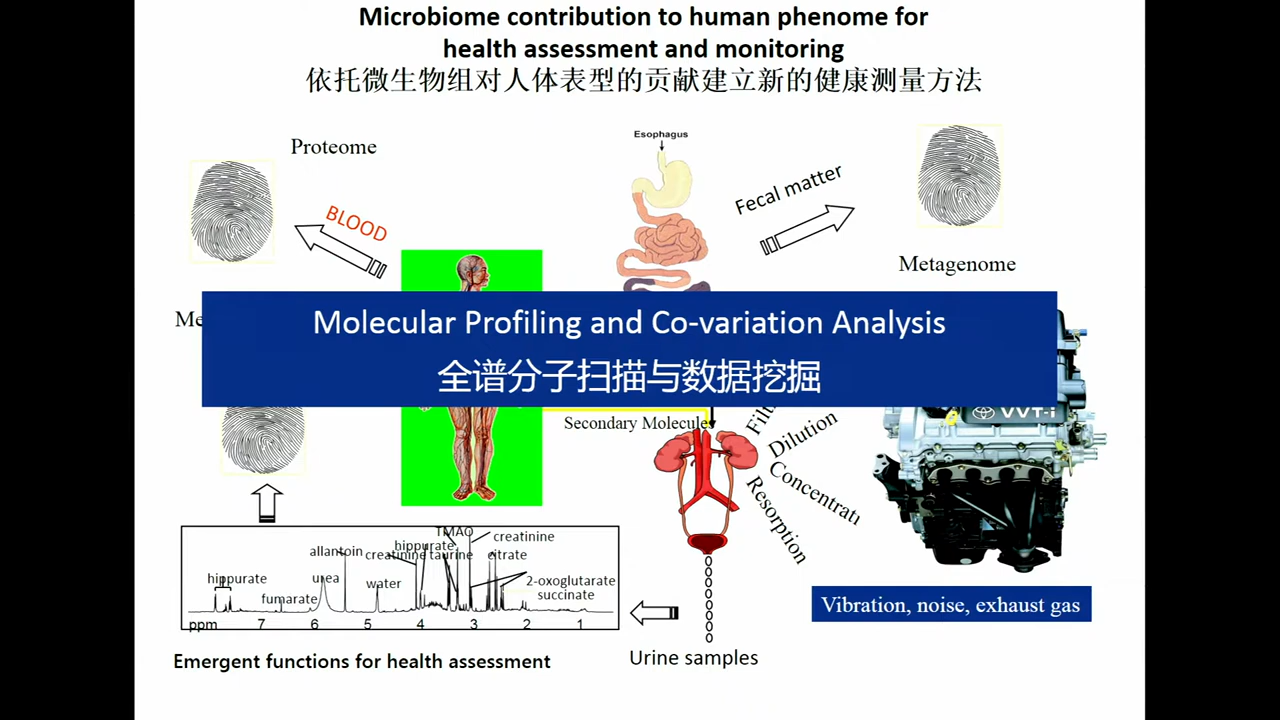 Microbiome contribution to human phenome for
health assessment and monitoring
依托微生物组对人体表型的贡献建立新的健康测量方法
Esophagus
Proteome
BLOOD
Fecal matter
Metagenome
Molecular Profiling and Co-variation Analysis
全谱分子扫描与数据挖掘
VVT-i
Secondary Molecule
Dilution
Resorption
TMAO
creatinine
hippurate
allantoin
creatinine
taurine
citrate
hippurate
urea
water
2-oxoglutarate
succinate
fumarate
ppm 7 6 5 4 3 2 1
Vibration, noise, exhaust gas
Urine samples
Emergent functions for health assessment